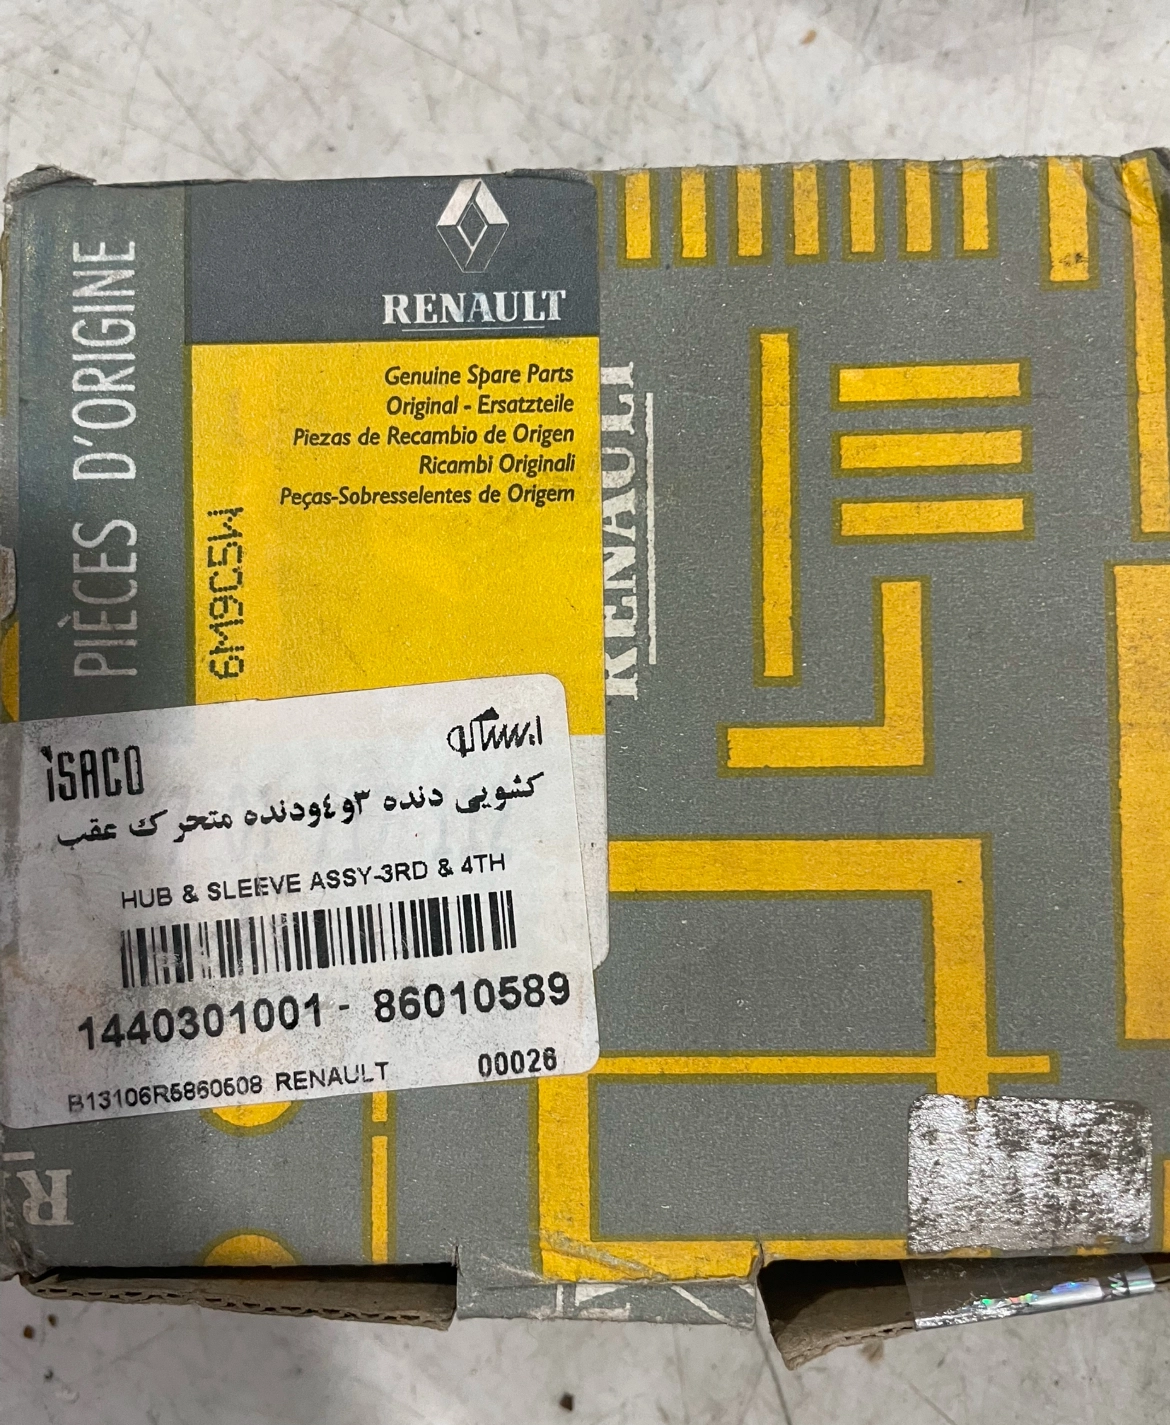 PIÈCES D'ORIGINE
RENAULT
Genuine Spare Parts
Original - Ersatzteile
Piezas de Recambio de Origen
Ricambi Originali
Peças-Sobresselentes de Origem
6M9C5W
RENAULT
iSACO
ایساکو
کشویی دنده ۳و٤ودنده متحرک عقب
HUB & SLEEVE ASSY-3RD & 4TH
1440301001 - 86010589
B13106R5860508 RENAULT 00026